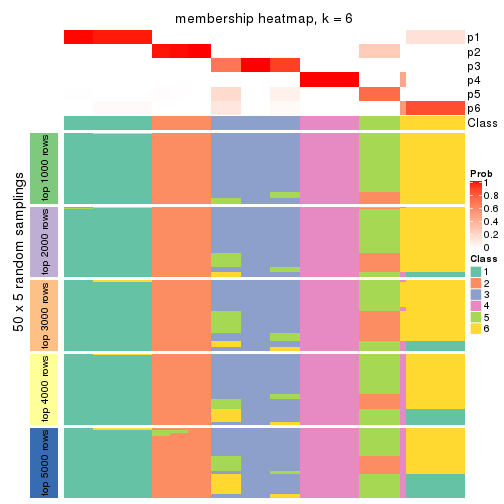 membership heatmap, k = 6
p1
p2
p3
p4
p5
p6
Class
50 x 5 random samplings
top 1000 rows
top 2000 rows
top 3000 rows
top 4000 rows
top 5000 rows
Prob
1
0.8
0.6
0.4
0.2
0
Class
1
2
3
4
5
6